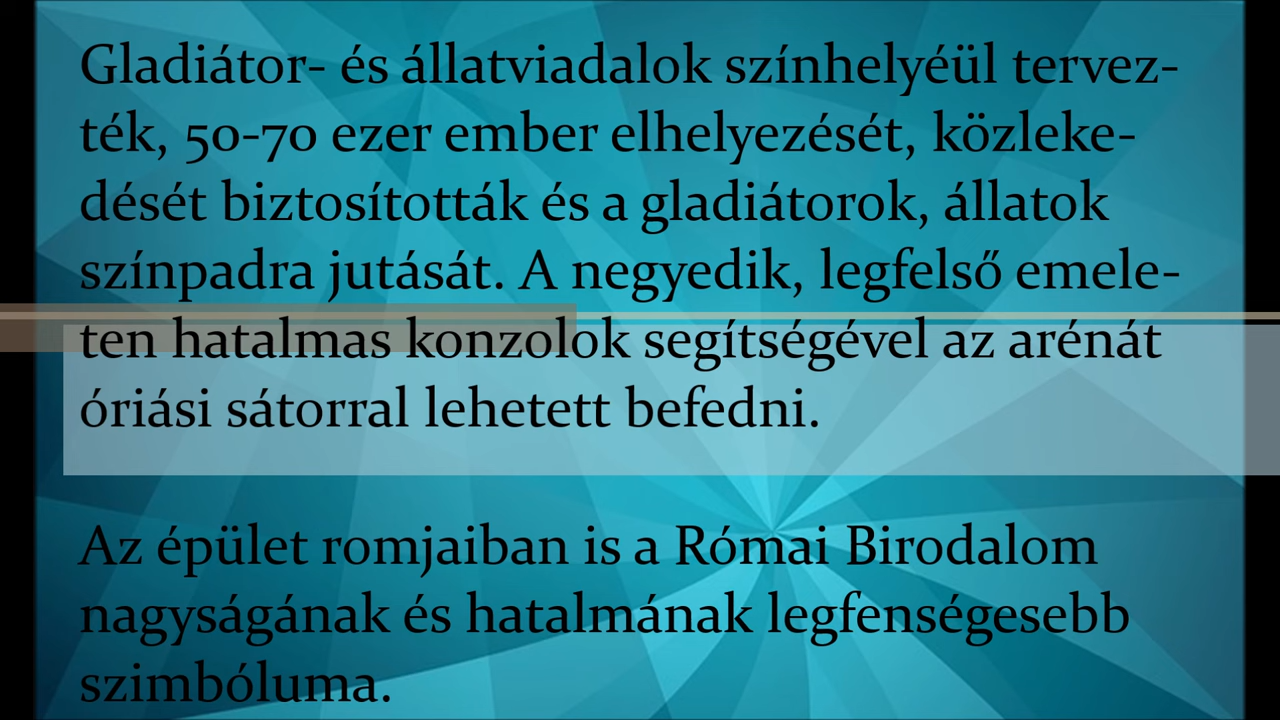 Gladiátor- és állatviadalok színhelyéül tervez-
ték, 50-70 ezer ember elhelyezését, közleke-
dését biztosították és a gladiátorok, állatok
színpadra jutását. A negyedik, legfelső emele-
ten hatalmas konzolok segítségével az arénát
óriási sátorral lehetett befedni.
Az épület romjaiban is a Római Birodalom
nagyságának és hatalmának legfenségesebb
szimbóluma.